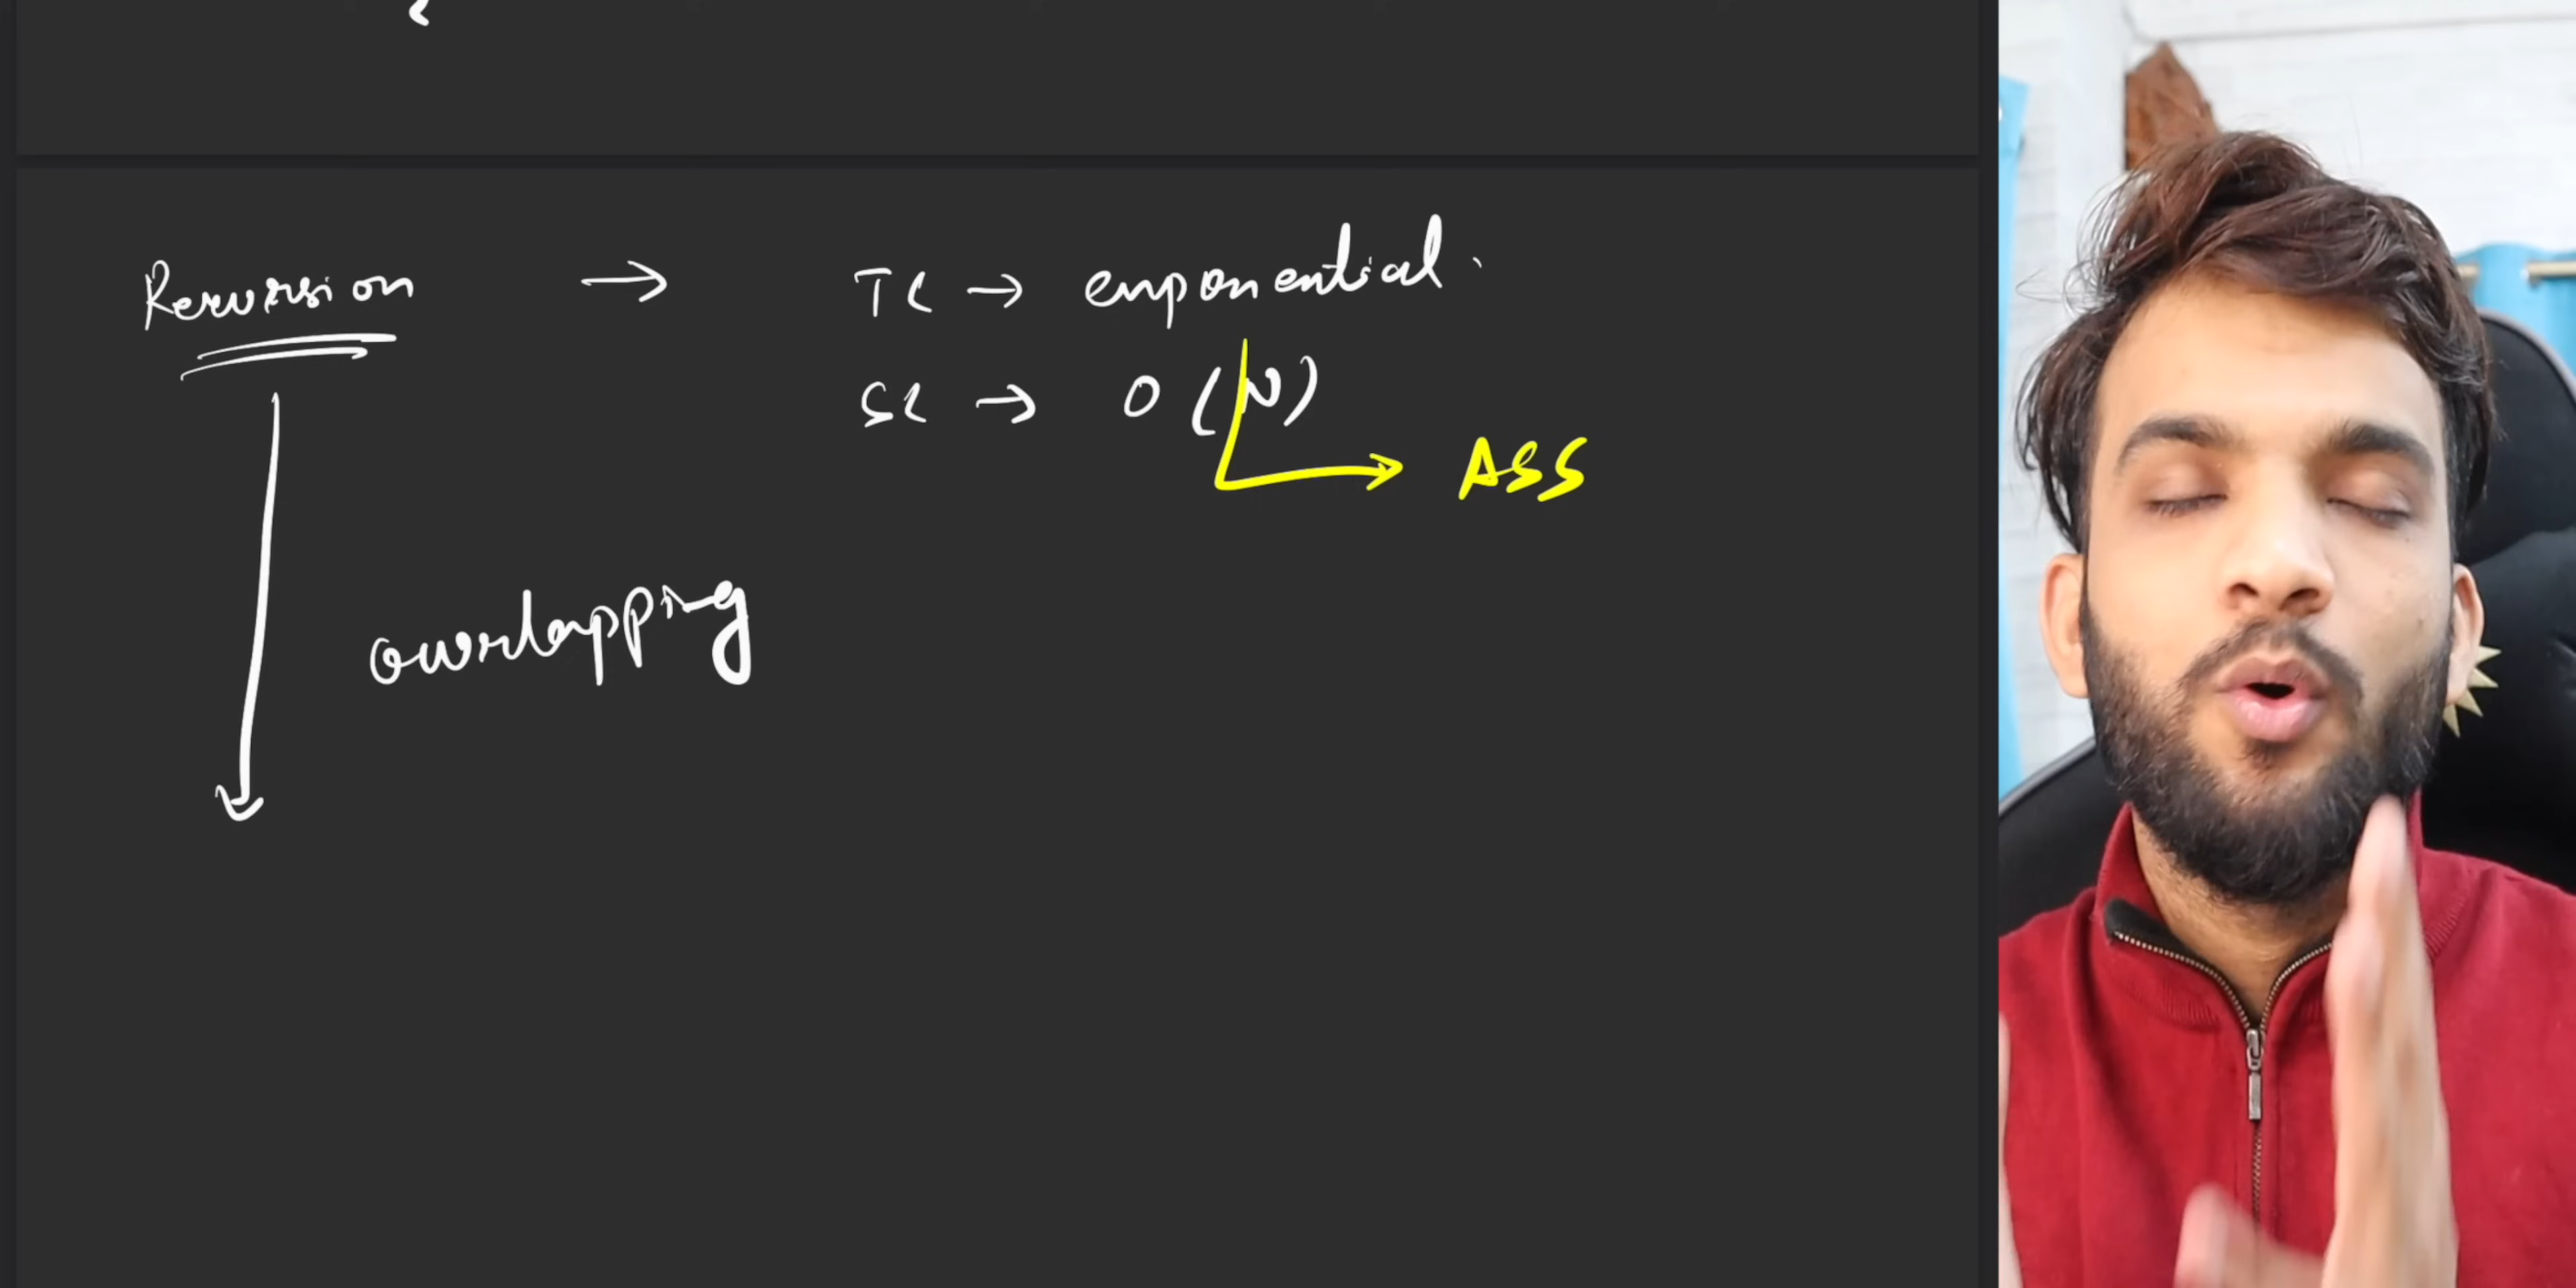 Recursion → TC → exponential.
SC → O(N)
→ ASS
overlapping